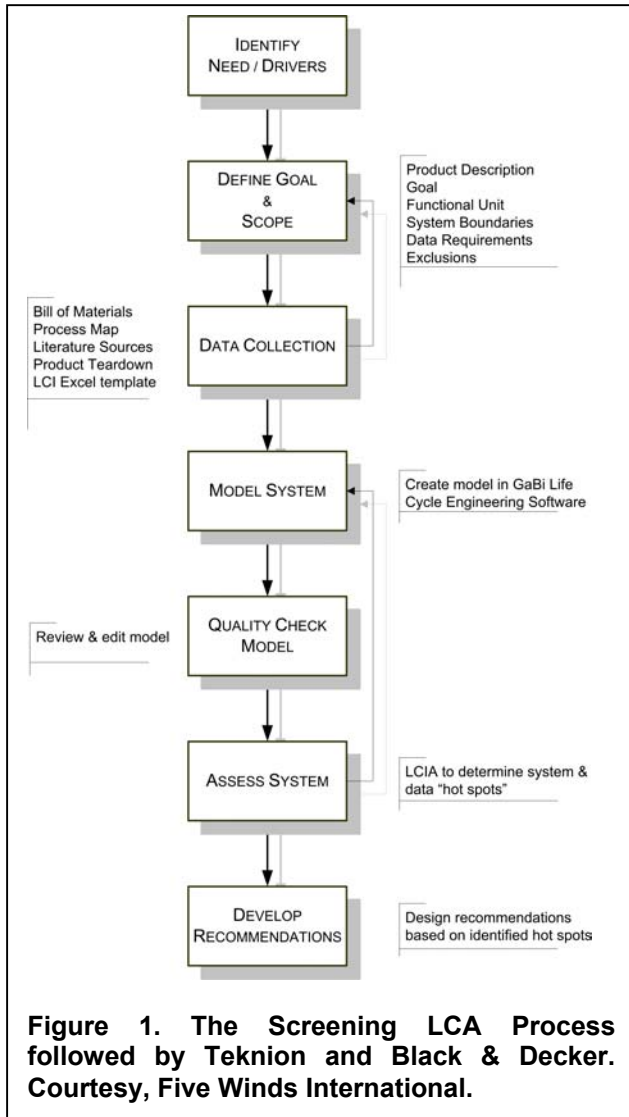 IDENTIFY
NEED / DRIVERS
DEFINE GOAL
&
SCOPE
Product Description
Goal
Functional Unit
System Boundaries
Data Requirements
Exclusions
Bill of Materials
Process Map
Literature Sources
Product Teardown
LCI Excel template
DATA COLLECTION
MODEL SYSTEM
Create model in GaBi Life
Cycle Engineering Software
Review & edit model
QUALITY CHECK
MODEL
ASSESS SYSTEM
LCIA to determine system &
data “hot spots”
DEVELOP
RECOMMENDATIONS
Design recommendations
based on identified hot spots
Figure 1. The Screening LCA Process
followed by Teknion and Black & Decker.
Courtesy, Five Winds International.